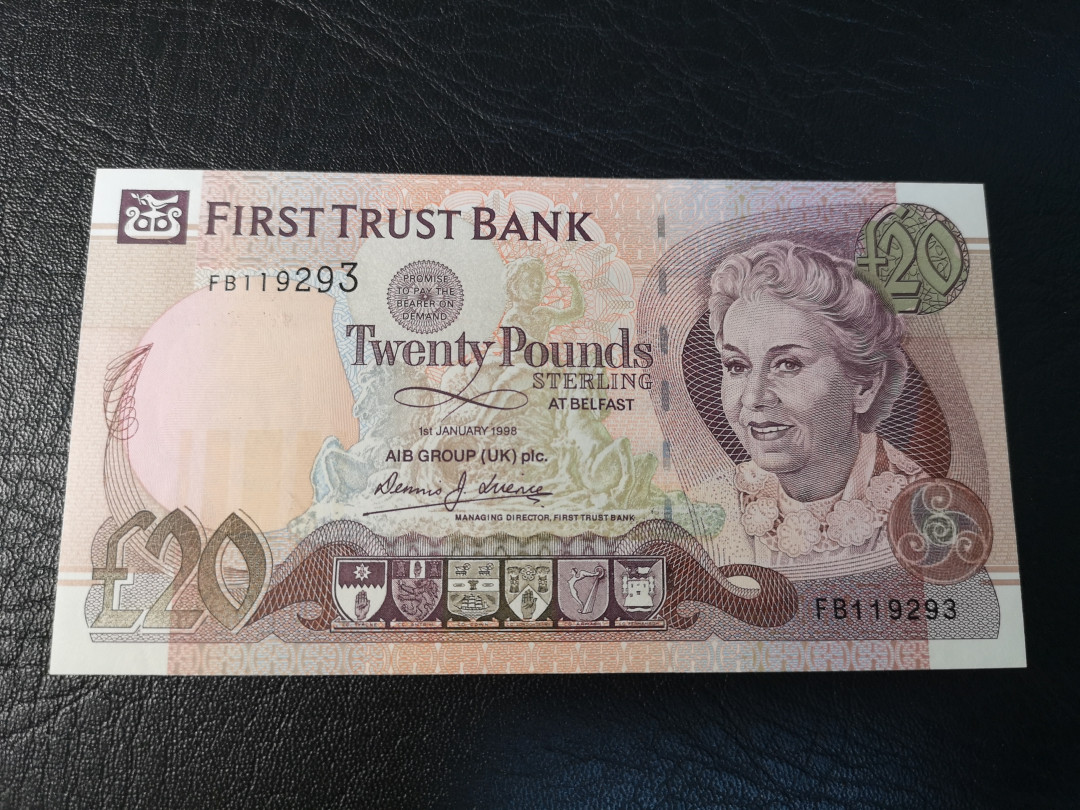 FIRST TRUST BANK
£20
FB119293
PROMISE
TO PAY THE
BEARER ON
DEMAND
Twenty Pounds
STERLING
AT BELFAST
1st JANUARY 1998
AIB GROUP (UK) plc.
MANAGING DIRECTOR, FIRST TRUST BANK
£20
FB119293